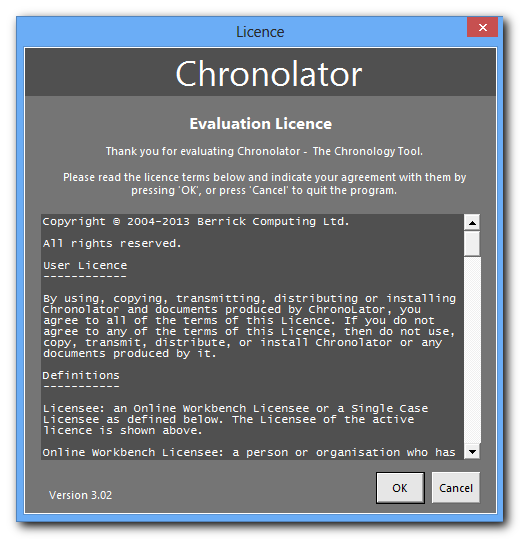 Licence
Chronolator
Evaluation Licence
Thank you for evaluating Chronolator - The Chronology Tool.
Please read the licence terms below and indicate your agreement with them by
pressing 'OK', or press 'Cancel' to quit the program.
Copyright © 2004-2013 Berrick Computing Ltd.
All rights reserved.
User Licence
------------
By using, copying, transmitting, distributing or installing
Chronolator and documents produced by ChronoLator, you
agree to all of the terms of this Licence. If you do not
agree to any of the terms of this Licence, then do not use,
copy, transmit, distribute, or install Chronolator or any
documents produced by it.
Definitions
-----------
Licensee: an Online Workbench Licensee or a Single Case
Licensee as defined below. The Licensee of the active
licence is shown above.
Online Workbench Licensee: a person or organisation who has
Version 3.02
OK
Cancel